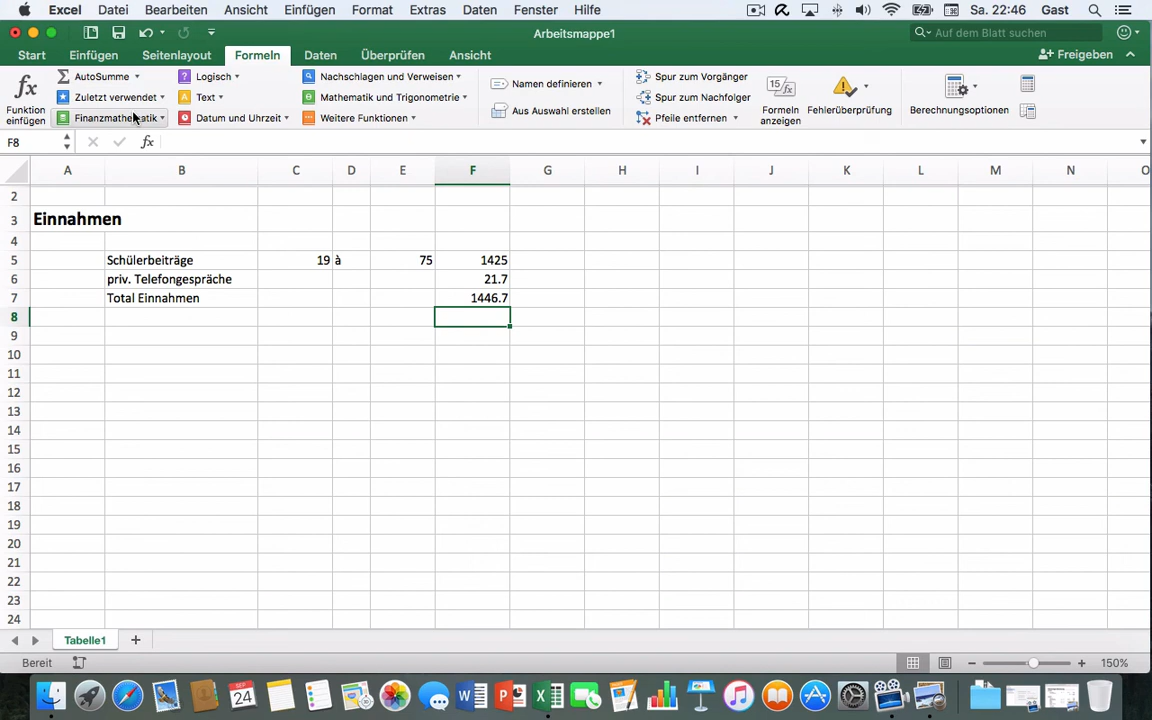 Excel Datei Bearbeiten Ansicht Einfügen Format Extras Daten Fenster Hilfe Sa. 22:46 Gast
Arbeitsmappe1
Auf dem Blatt suchen
Start Einfügen Seitenlayout Formeln Daten Überprüfen Ansicht Freigeben
fx Funktion einfügen
AutoSumme
Zuletzt verwendet
Finanzmathematik
Logisch
Text
Datum und Uhrzeit
Nachschlagen und Verweisen
Mathematik und Trigonometrie
Weitere Funktionen
Namen definieren
Aus Auswahl erstellen
Spur zum Vorgänger
Spur zum Nachfolger
Pfeile entfernen
15 fx
Formeln anzeigen
Fehlerüberprüfung
Berechnungsoptionen
F8 fx
A B C D E F G H I J K L M N O
2
3 Einnahmen
4
5 Schülerbeiträge 19 à 75 1425
6 priv. Telefongespräche 21.7
7 Total Einnahmen 1446.7
8
9
10
11
12
13
14
15
16
17
18
19
20
21
22
23
24
Tabelle1 +
Bereit 150%
SEP 24